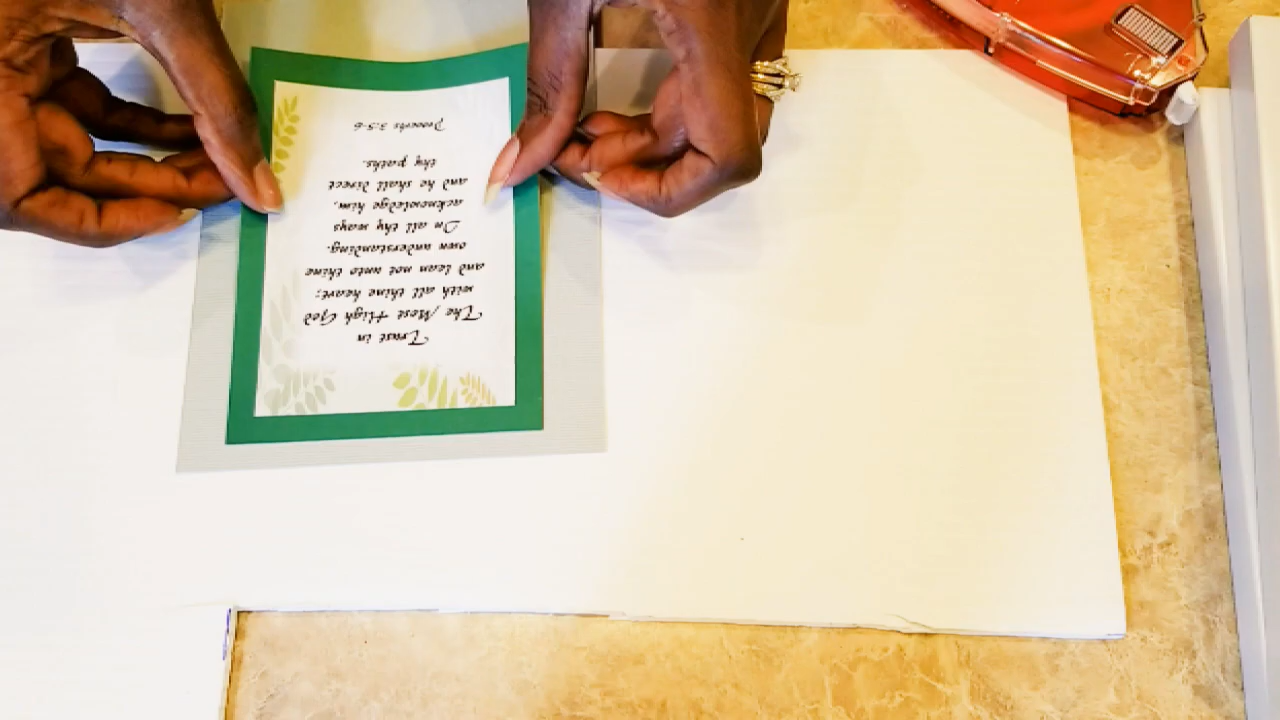 Trust in
The Most High God
with all thine heart;
and lean not unto thine
own understanding.
In all thy ways
acknowledge him,
and he shall direct
thy paths.
Proverbs 3:5-6